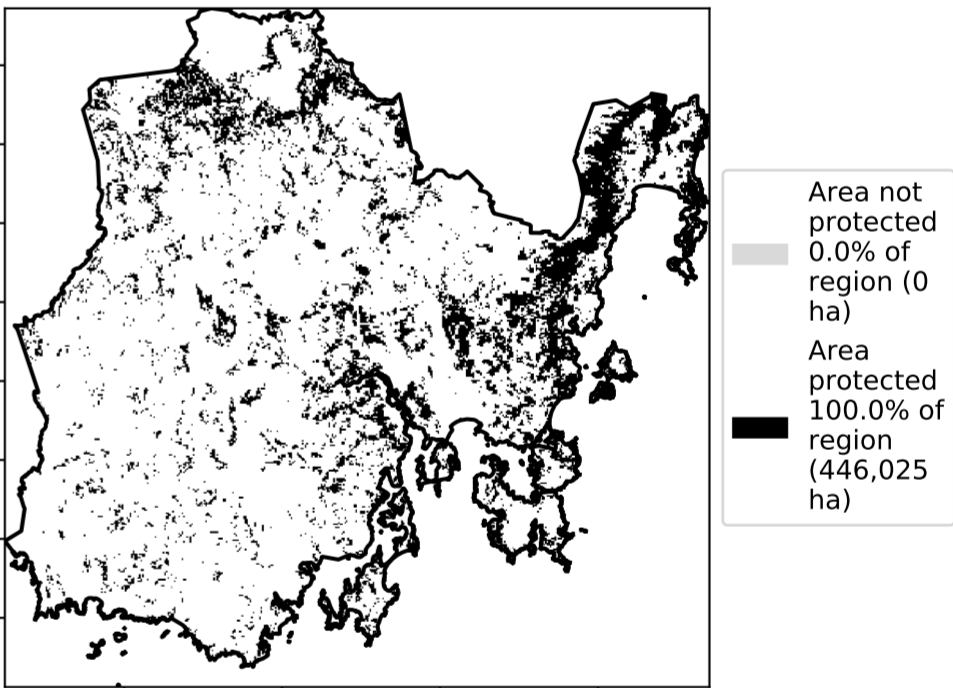 Area not
protected
0.0% of
region (0
ha)
Area
protected
100.0% of
region
(446,025
ha)